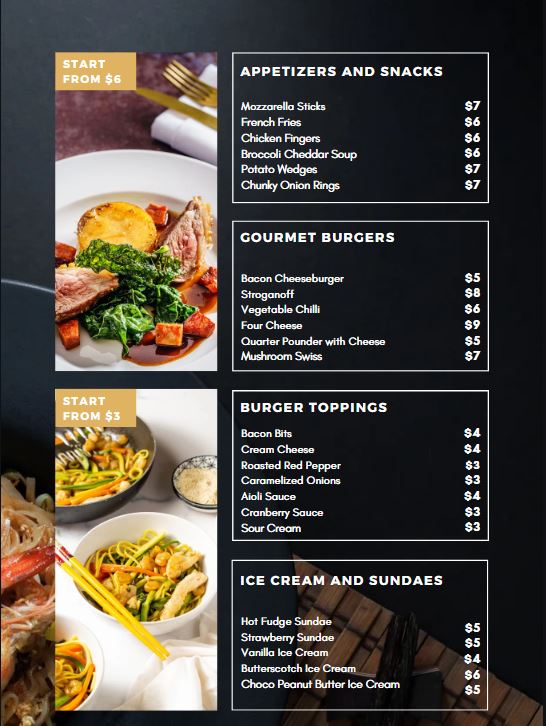 START
FROM $6
APPETIZERS AND SNACKS
Mozzarella Sticks $7
French Fries $6
Chicken Fingers $6
Broccoli Cheddar Soup $6
Potato Wedges $7
Chunky Onion Rings $7
GOURMET BURGERS
Bacon Cheeseburger $5
Stroganoff $8
Vegetable Chilli $6
Four Cheese $9
Quarter Pounder with Cheese $5
Mushroom Swiss $7
START
FROM $3
BURGER TOPPINGS
Bacon Bits $4
Cream Cheese $4
Roasted Red Pepper $3
Caramelized Onions $3
Aioli Sauce $4
Cranberry Sauce $3
Sour Cream $3
ICE CREAM AND SUNDAES
Hot Fudge Sundae $5
Strawberry Sundae $5
Vanilla Ice Cream $4
Butterscotch Ice Cream $6
Choco Peanut Butter Ice Cream $5